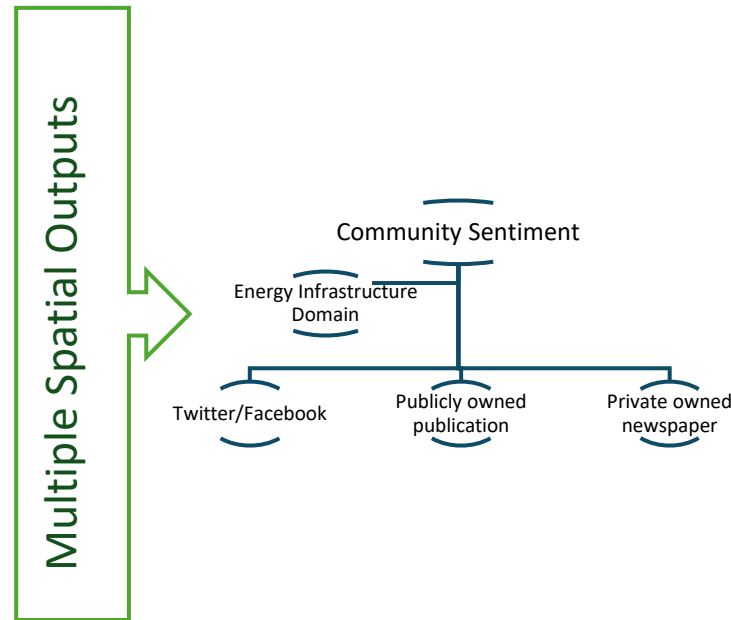 Multiple Spatial Outputs
Community Sentiment
Energy Infrastructure
Domain
Twitter/Facebook
Publicly owned
publication
Private owned
newspaper